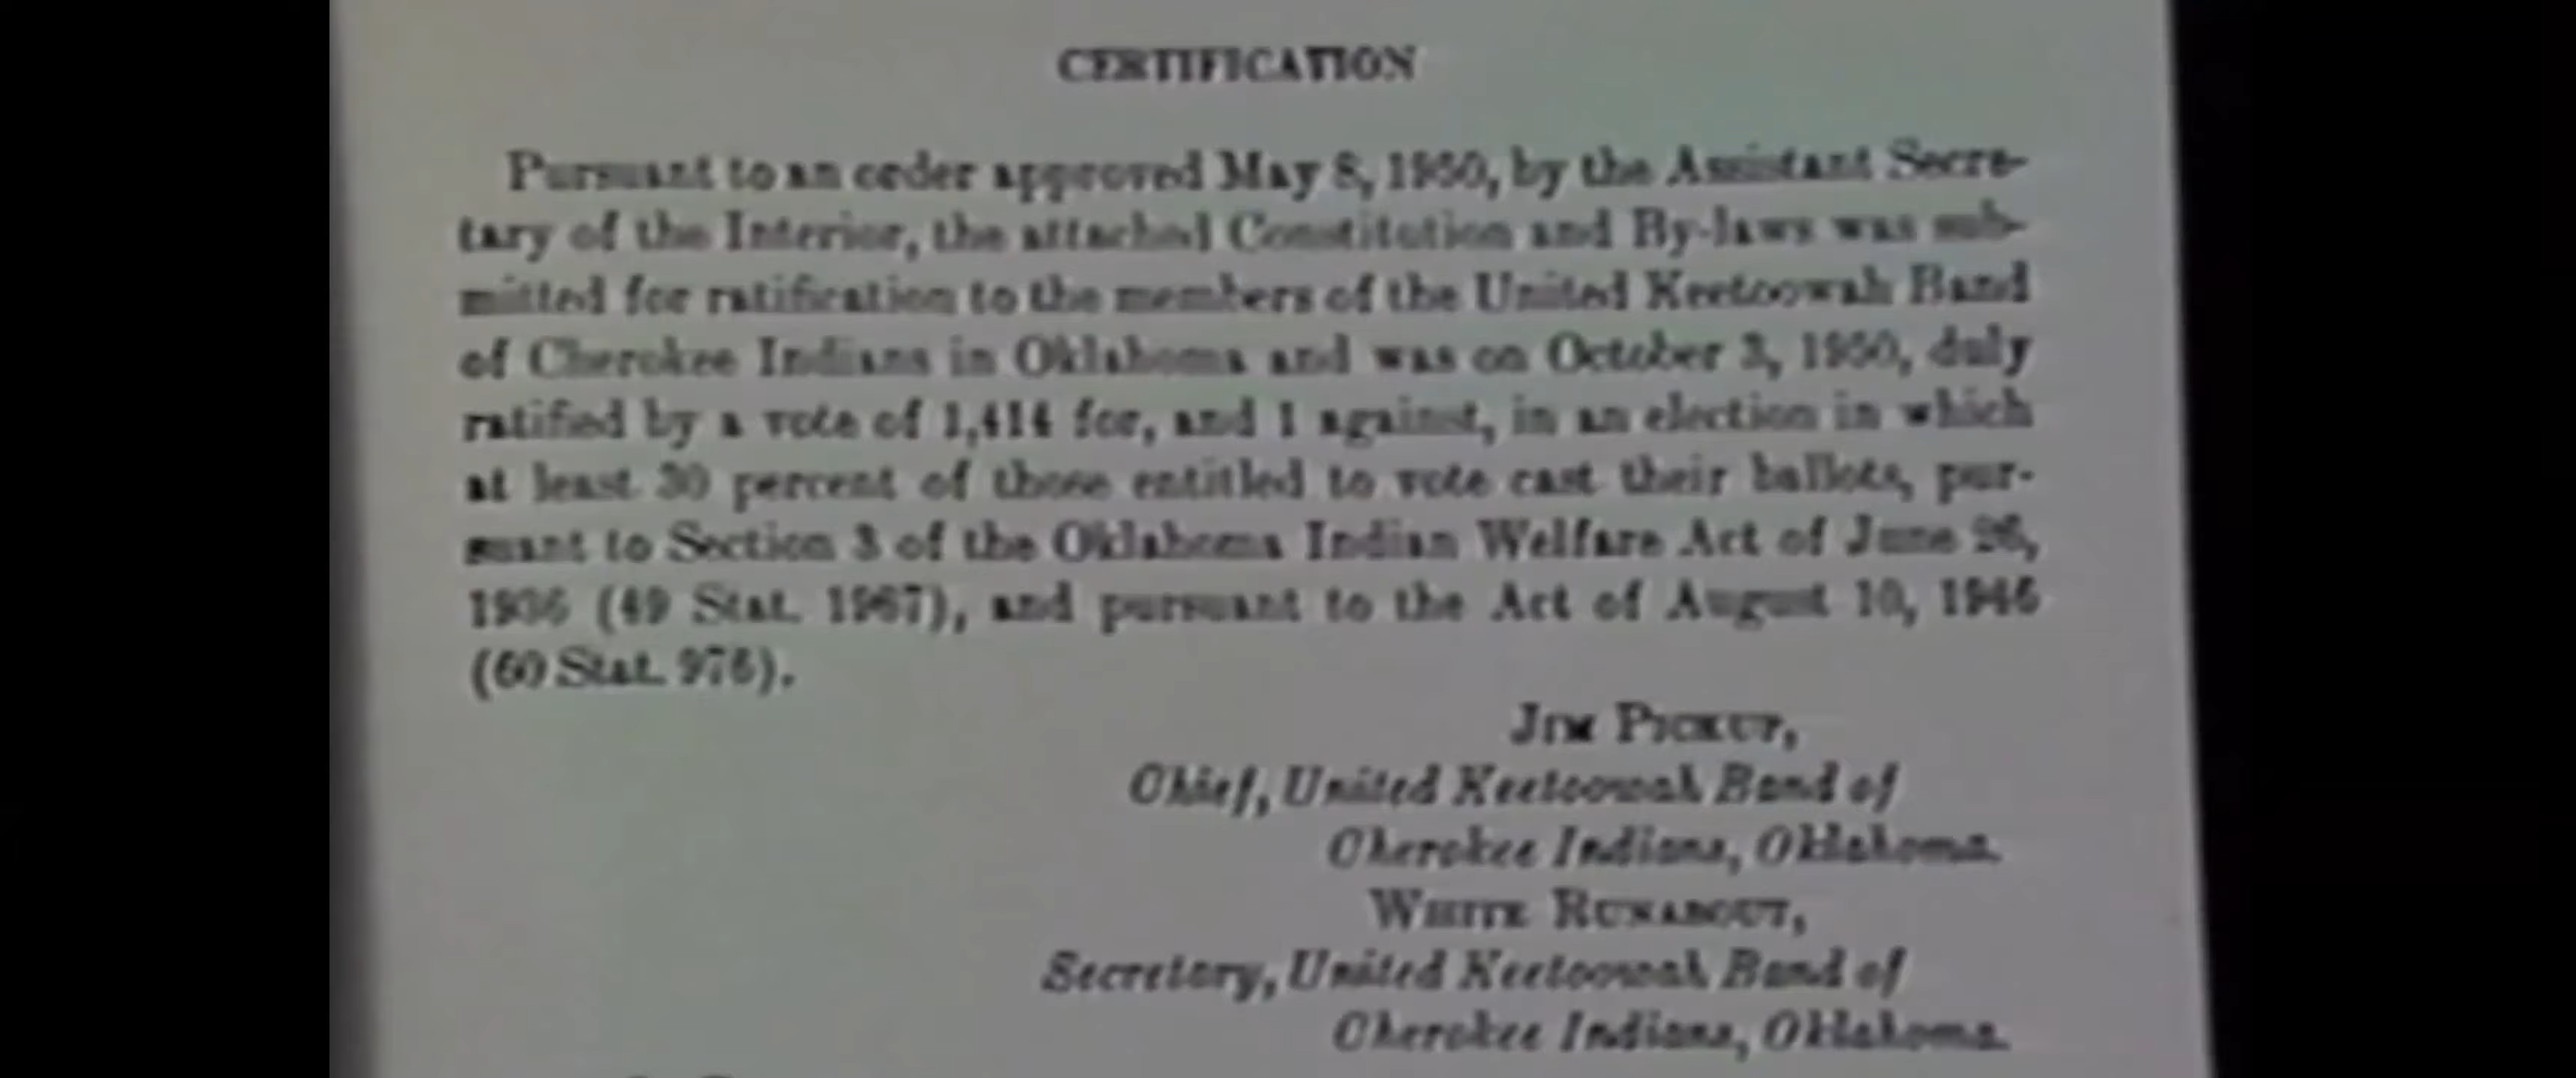 CERTIFICATION
Pursuant to an order approved May 8, 1950, by the Assistant Secre-
tary of the Interior, the attached Constitution and By-laws was sub-
mitted for ratification to the members of the United Keetoowah Band
of Cherokee Indians in Oklahoma and was on October 3, 1950, duly
ratified by a vote of 1,414 for, and 1 against, in an election in which
at least 30 percent of those entitled to vote cast their ballots, pur-
suant to Section 3 of the Oklahoma Indian Welfare Act of June 26,
1936 (49 Stat. 1967), and pursuant to the Act of August 10, 1946
(60 Stat. 976).
JIM PICKUP,
Chief, United Keetoowah Band of
Cherokee Indians, Oklahoma.
WHITE RUNABOUT,
Secretary, United Keetoowah Band of
Cherokee Indians, Oklahoma.